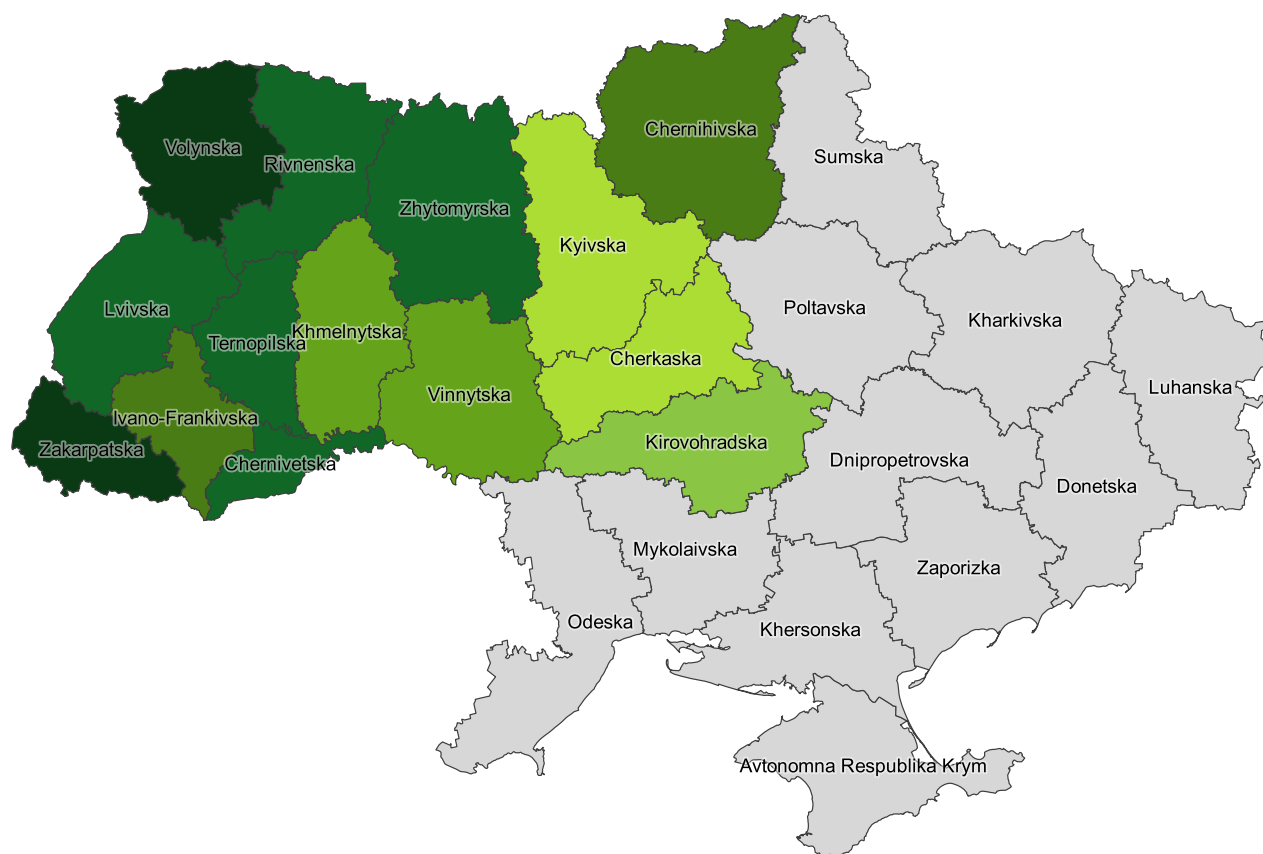 Chernihivska
Volynska
Sumska
Rivnenska
Zhytomyrska
Kyivska
Lvivska
Poltavska
Kharkivska
Ternopilska
Khmelnytska
Cherkaska
Luhanska
Vinnytska
Ivano-Frankivska
Kirovohradska
Zakarpatska
Chernivetska
Dnipropetrovska
Donetska
Mykolaivska
Zaporizka
Odeska
Khersonska
Avtonomna Respublika Krym